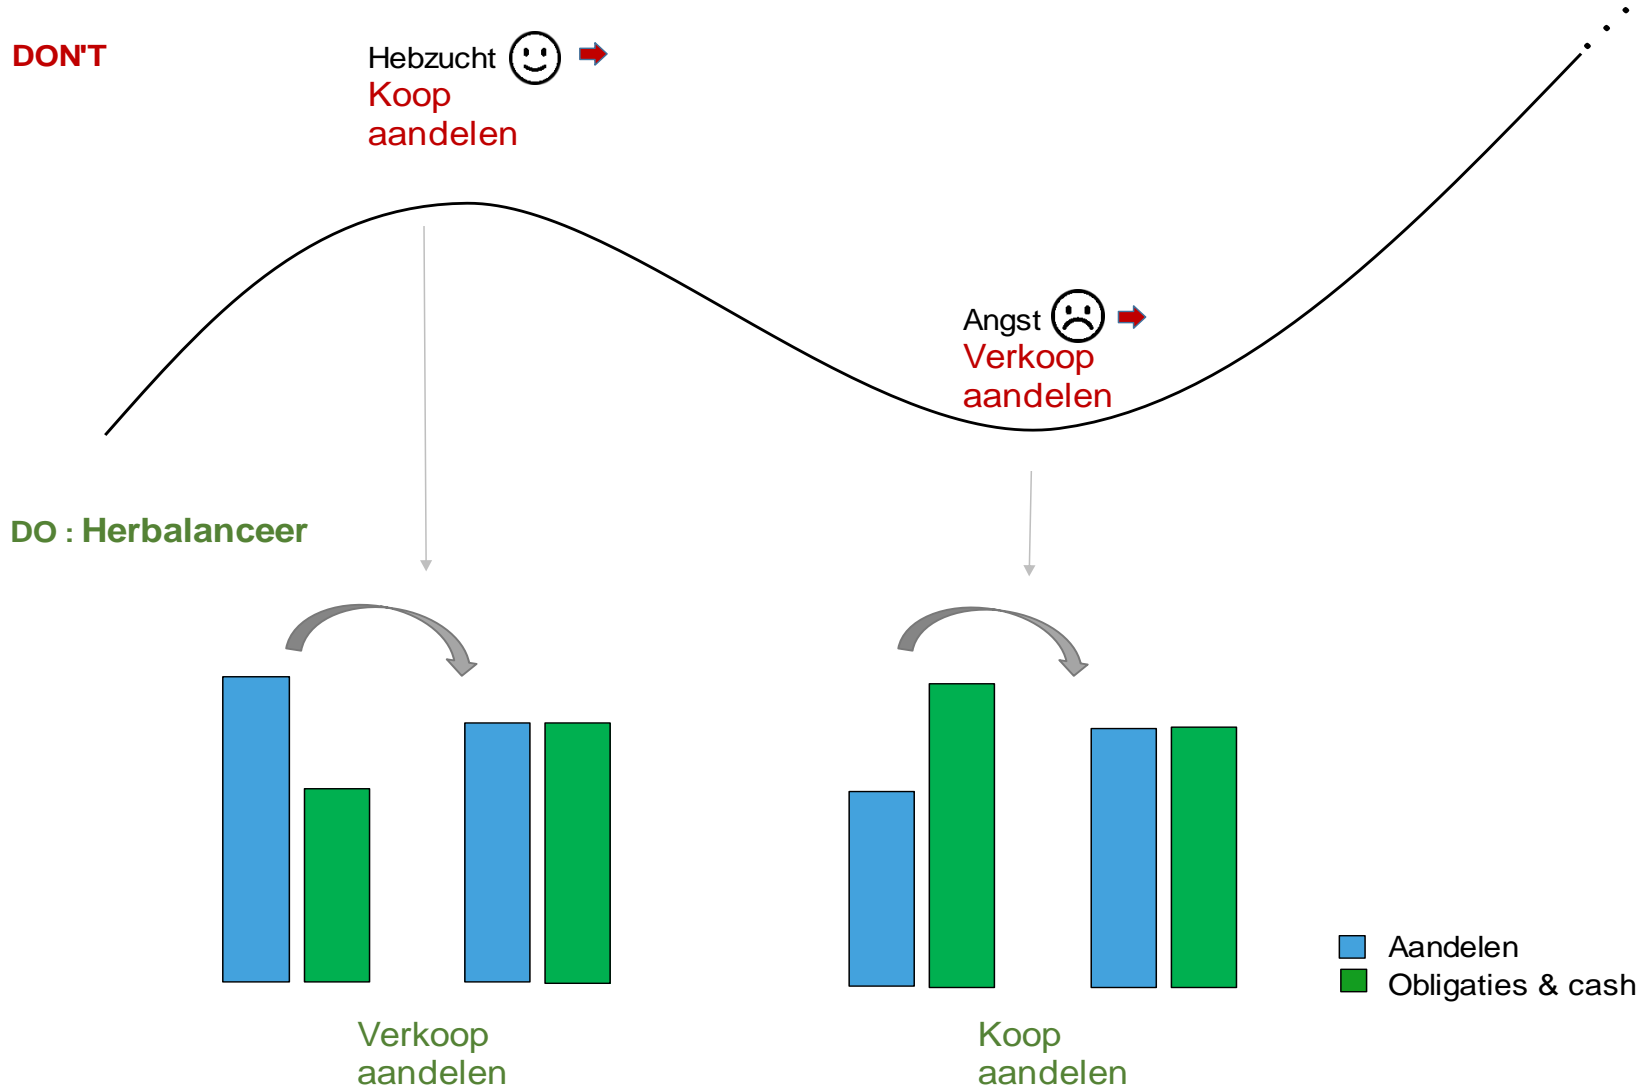 DON'T
Hebzucht
Koop
aandelen
Angst
Verkoop
aandelen
DO : Herbalanceer
Verkoop
aandelen
Koop
aandelen
Aandelen
Obligaties & cash